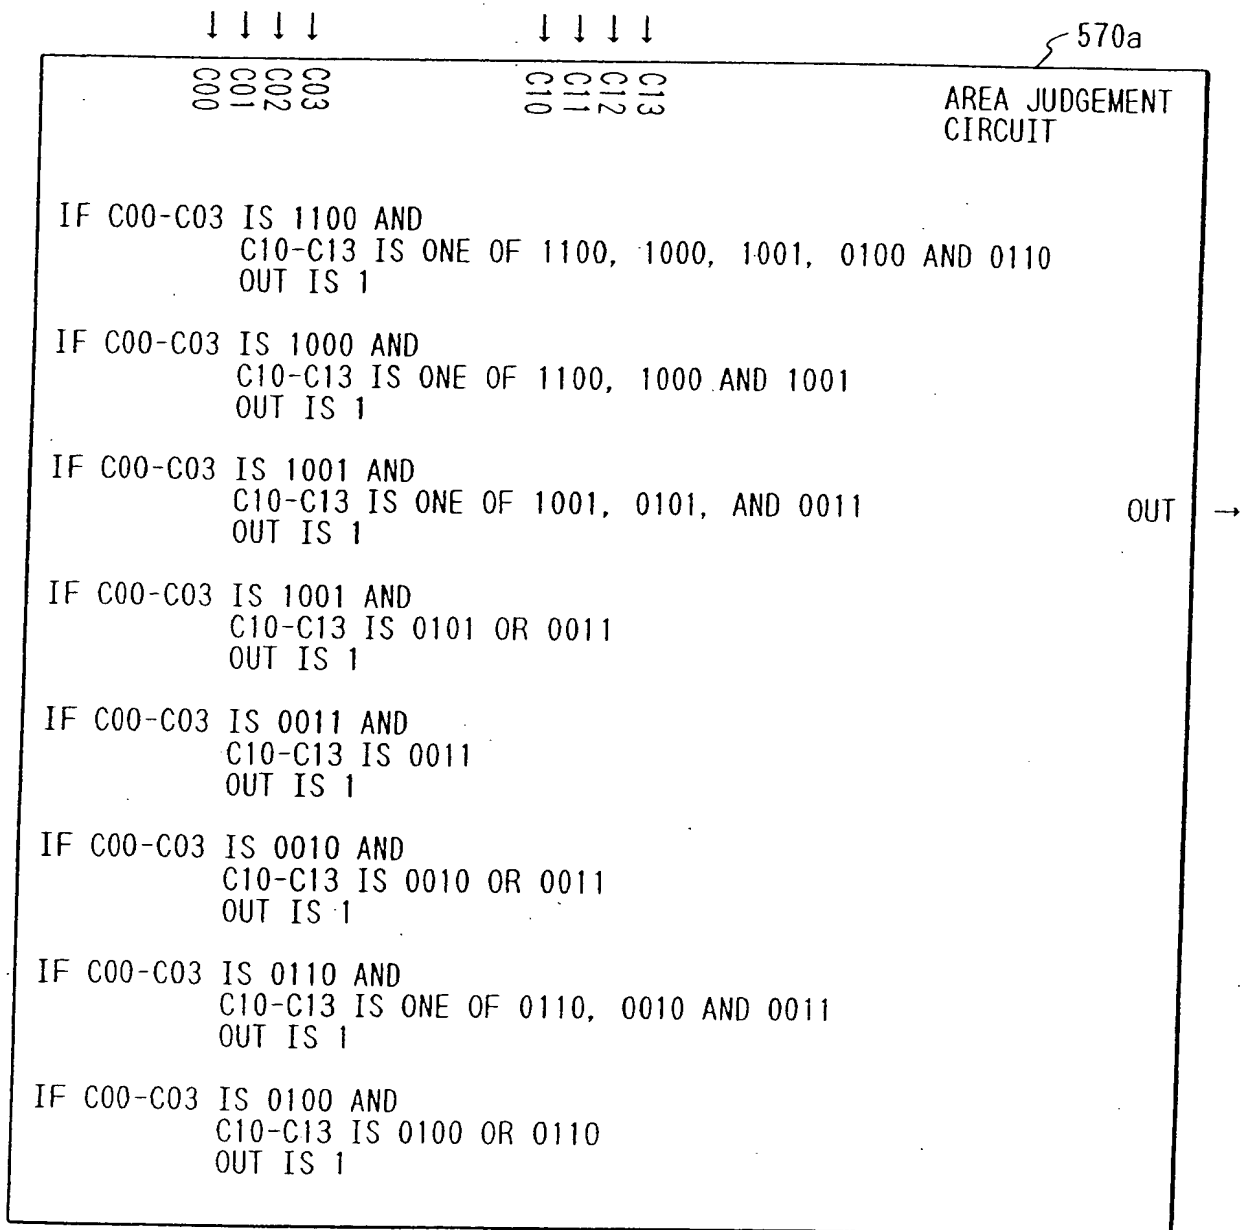 ↓ ↓ ↓ ↓ ↓ ↓ ↓ ↓
570a
C00 C01 C02 C03 C10 C11 C12 C13
AREA JUDGEMENT
CIRCUIT
IF C00-C03 IS 1100 AND
C10-C13 IS ONE OF 1100, 1000, 1001, 0100 AND 0110
OUT IS 1
IF C00-C03 IS 1000 AND
C10-C13 IS ONE OF 1100, 1000 AND 1001
OUT IS 1
IF C00-C03 IS 1001 AND
C10-C13 IS ONE OF 1001, 0101, AND 0011
OUT IS 1
OUT →
IF C00-C03 IS 1001 AND
C10-C13 IS 0101 OR 0011
OUT IS 1
IF C00-C03 IS 0011 AND
C10-C13 IS 0011
OUT IS 1
IF C00-C03 IS 0010 AND
C10-C13 IS 0010 OR 0011
OUT IS 1
IF C00-C03 IS 0110 AND
C10-C13 IS ONE OF 0110, 0010 AND 0011
OUT IS 1
IF C00-C03 IS 0100 AND
C10-C13 IS 0100 OR 0110
OUT IS 1